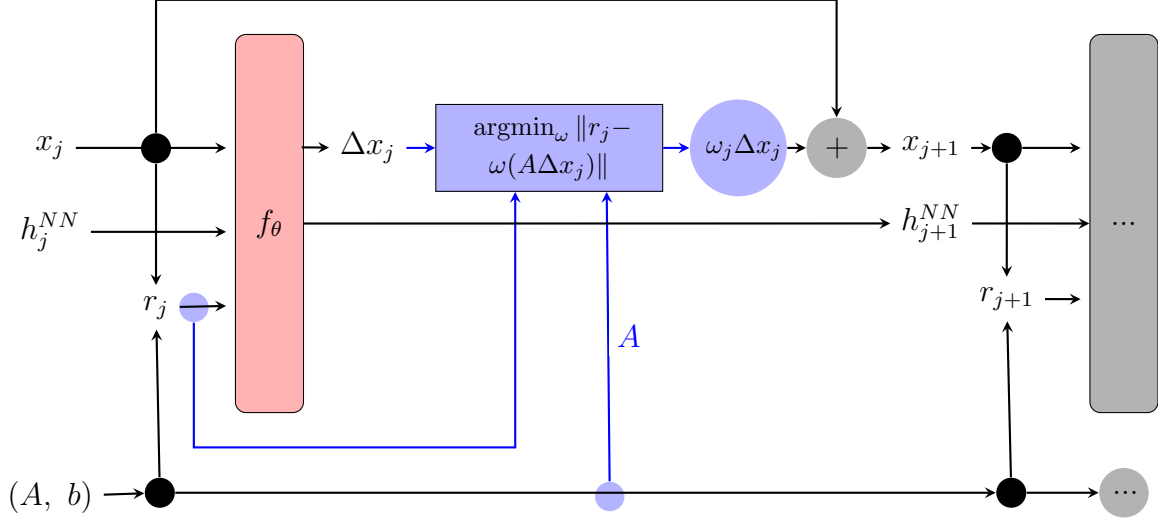 x_j
Δx_j
argmin_ω ‖r_j−
ω(AΔx_j)‖
ω_jΔx_j
+
x_{j+1}
h_j^{NN}
f_θ
h_{j+1}^{NN}
...
r_j
r_{j+1}
A
(A, b)
...